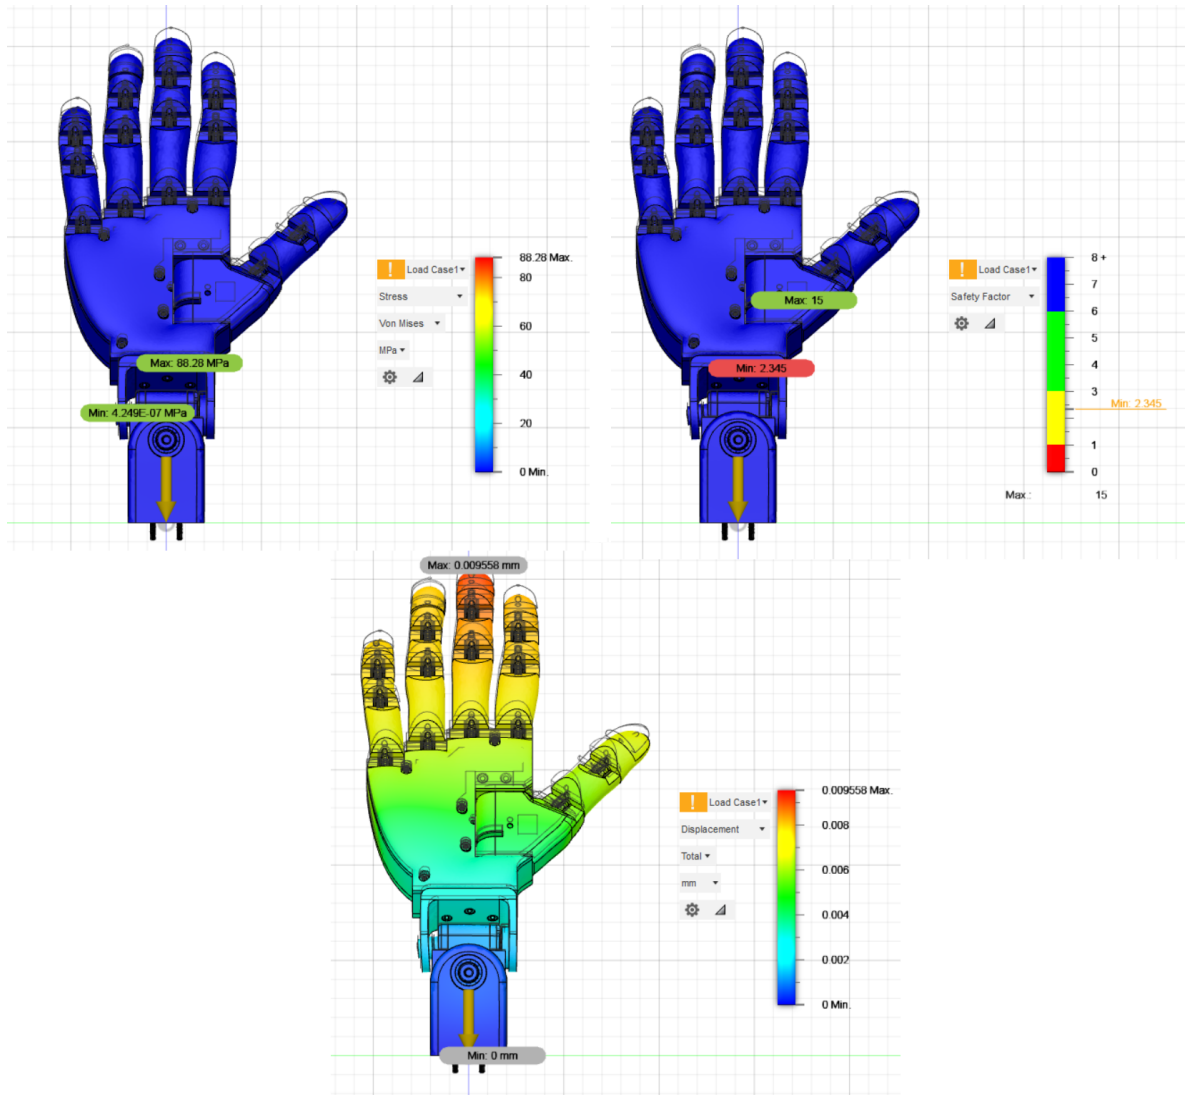 88.28 Max.
! Load Case1
80
Stress
Von Mises
60
MPa
40
Max: 88.28 MPa
Min: 4.249E-07 MPa
20
0 Min.
8 +
! Load Case1
7
Safety Factor
Max: 15
6
5
4
Min: 2.345
3
Min: 2.345
1
0
Max.: 15
Max: 0.009558 mm
0.009558 Max.
! Load Case1
0.008
Displacement
Total
0.006
mm
0.004
0.002
0 Min.
Min: 0 mm